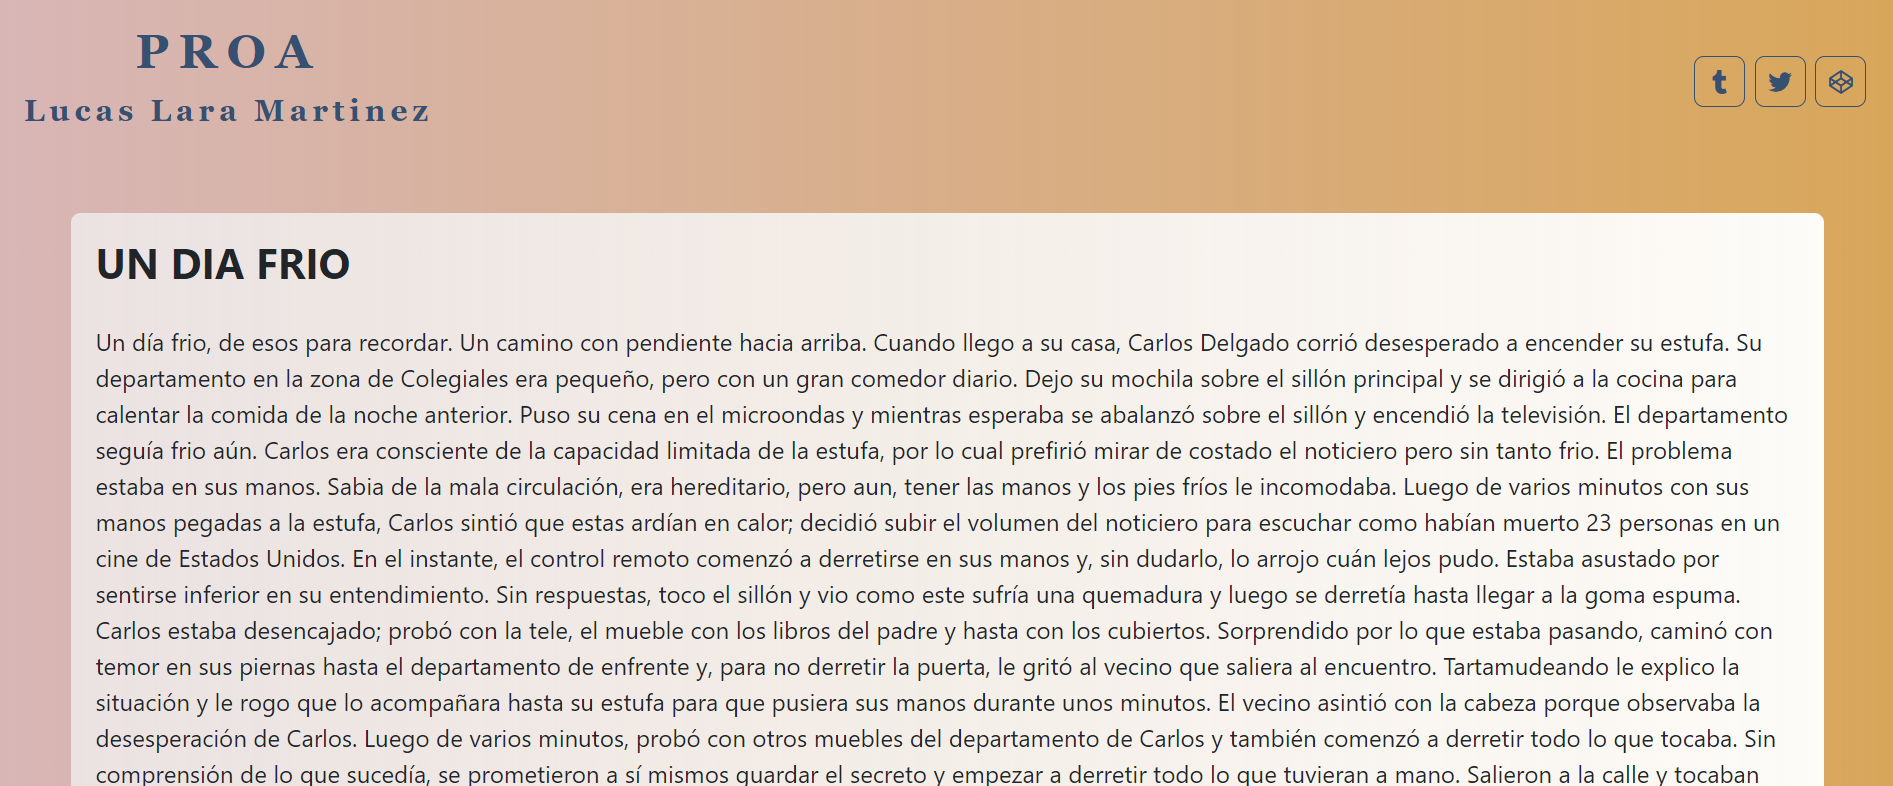 PROA
Lucas Lara Martinez
UN DIA FRIO
Un día frio, de esos para recordar. Un camino con pendiente hacia arriba. Cuando llego a su casa, Carlos Delgado corrió desesperado a encender su estufa. Su
departamento en la zona de Colegiales era pequeño, pero con un gran comedor diario. Dejo su mochila sobre el sillón principal y se dirigió a la cocina para
calentar la comida de la noche anterior. Puso su cena en el microondas y mientras esperaba se abalanzó sobre el sillón y encendió la televisión. El departamento
seguía frio aún. Carlos era consciente de la capacidad limitada de la estufa, por lo cual prefirió mirar de costado el noticiero pero sin tanto frio. El problema
estaba en sus manos. Sabia de la mala circulación, era hereditario, pero aun, tener las manos y los pies fríos le incomodaba. Luego de varios minutos con sus
manos pegadas a la estufa, Carlos sintió que estas ardían en calor; decidió subir el volumen del noticiero para escuchar como habían muerto 23 personas en un
cine de Estados Unidos. En el instante, el control remoto comenzó a derretirse en sus manos y, sin dudarlo, lo arrojo cuán lejos pudo. Estaba asustado por
sentirse inferior en su entendimiento. Sin respuestas, toco el sillón y vio como este sufría una quemadura y luego se derretía hasta llegar a la goma espuma.
Carlos estaba desencajado; probó con la tele, el mueble con los libros del padre y hasta con los cubiertos. Sorprendido por lo que estaba pasando, caminó con
temor en sus piernas hasta el departamento de enfrente y, para no derretir la puerta, le gritó al vecino que saliera al encuentro. Tartamudeando le explico la
situación y le rogo que lo acompañara hasta su estufa para que pusiera sus manos durante unos minutos. El vecino asintió con la cabeza porque observaba la
desesperación de Carlos. Luego de varios minutos, probó con otros muebles del departamento de Carlos y también comenzó a derretir todo lo que tocaba. Sin
comprensión de lo que sucedía, se prometieron a sí mismos guardar el secreto y empezar a derretir todo lo que tuvieran a mano. Salieron a la calle y tocaban